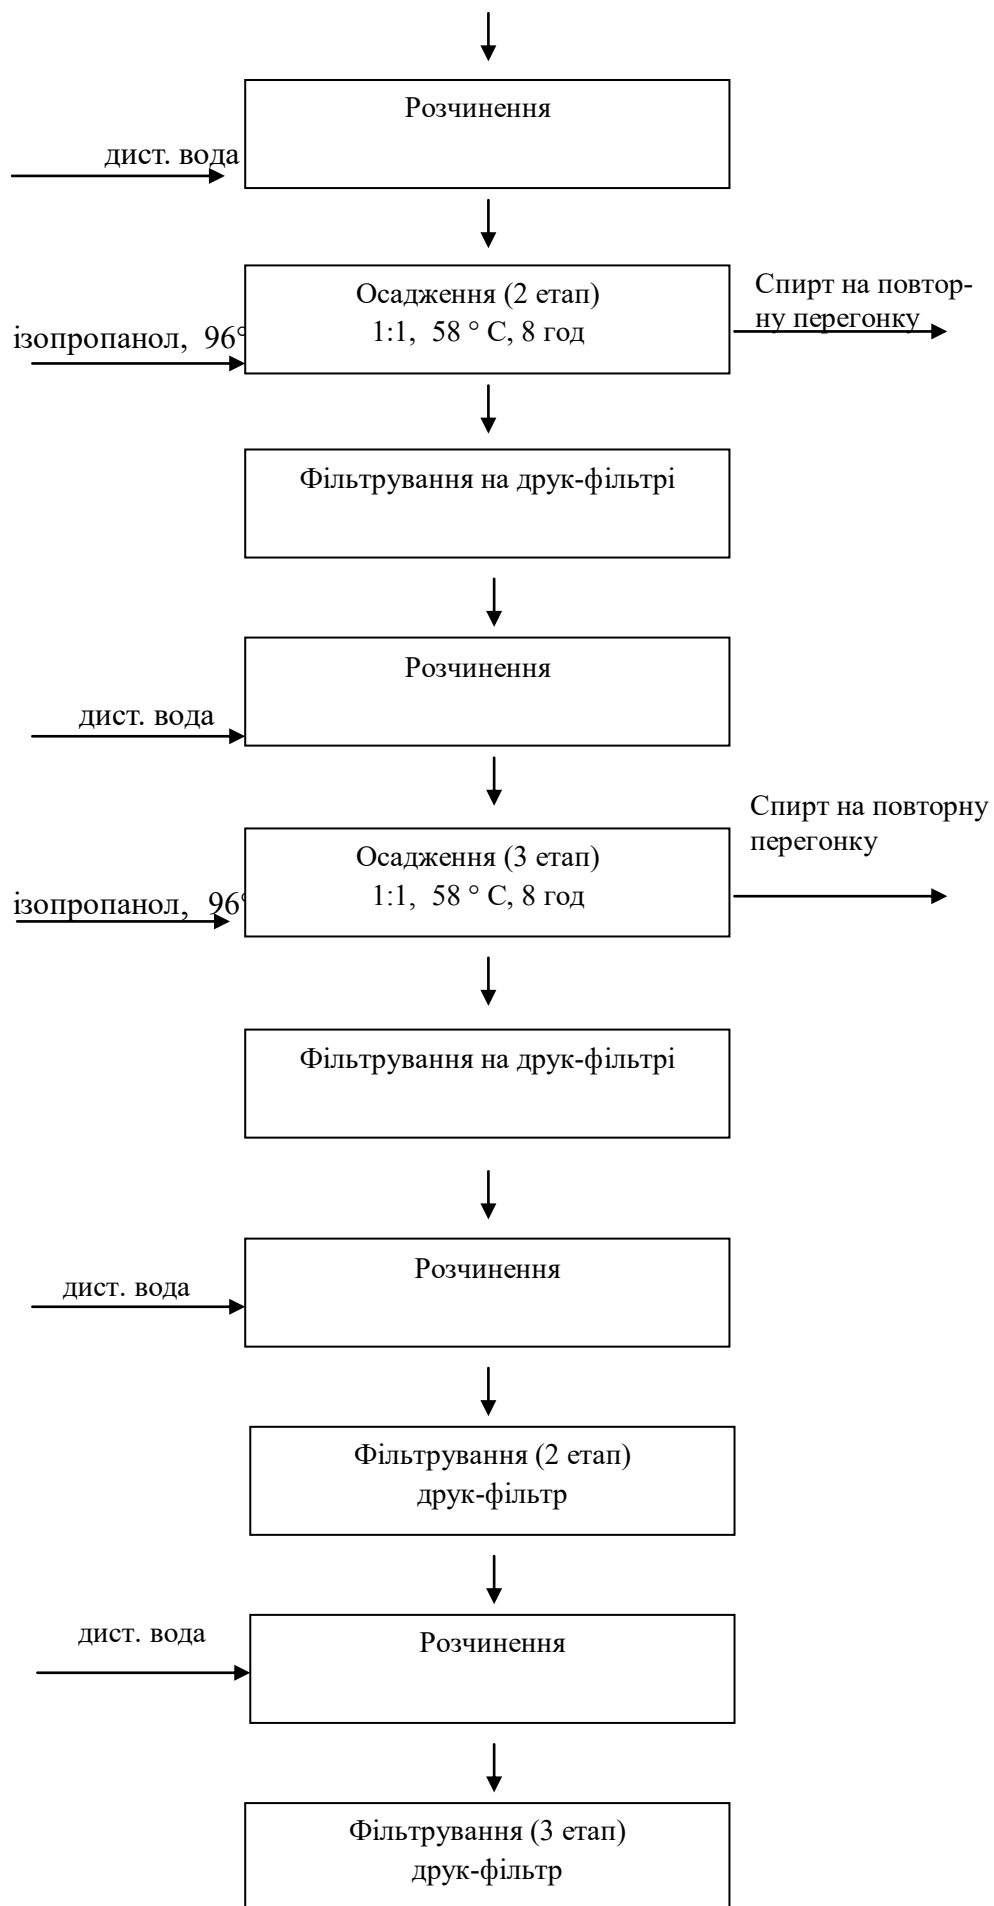 Розчинення
дист. вода
Осадження (2 етап)
1:1, 58 ° С, 8 год
Спирт на повтор-
ну перегонку
ізопропанол, 96°
Фільтрування на друк-фільтрі
Розчинення
дист. вода
Осадження (3 етап)
1:1, 58 ° С, 8 год
Спирт на повторну
перегонку
ізопропанол, 96°
Фільтрування на друк-фільтрі
Розчинення
дист. вода
Фільтрування (2 етап)
друк-фільтр
Розчинення
дист. вода
Фільтрування (3 етап)
друк-фільтр